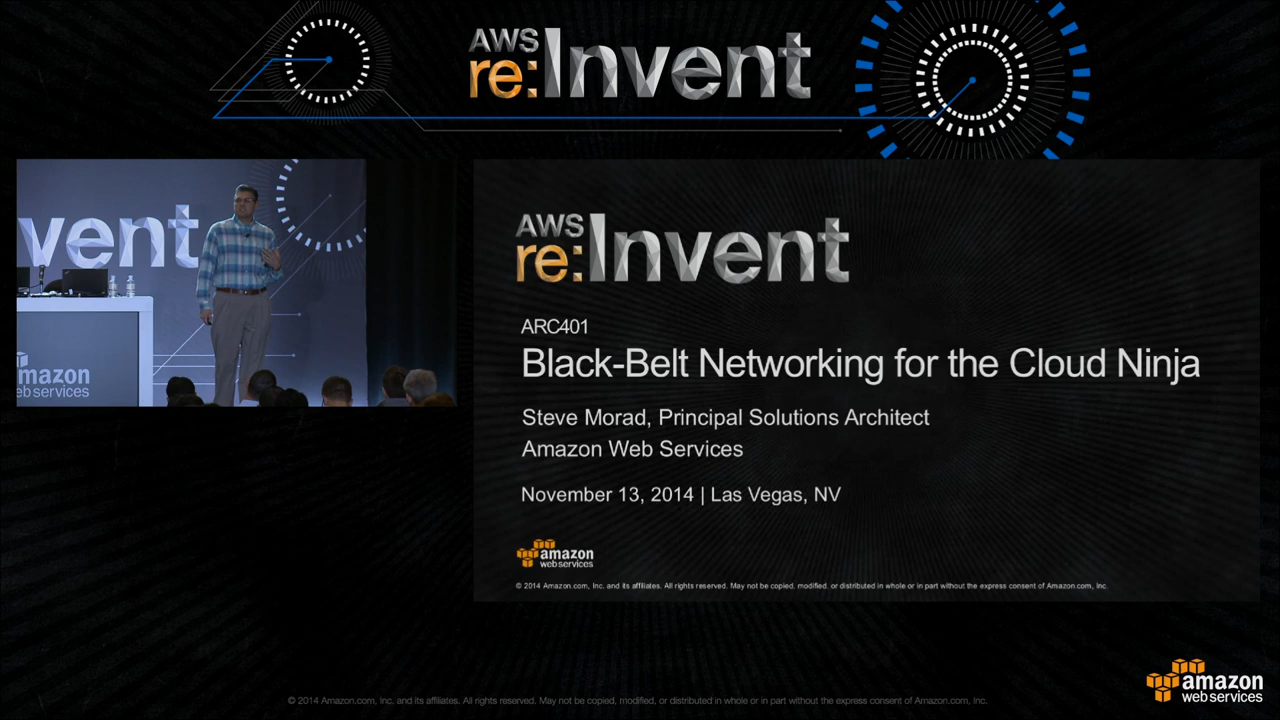 AWS
re:Invent
vent
amazon
eb services
AWS
re:Invent
ARC401
Black-Belt Networking for the Cloud Ninja
Steve Morad, Principal Solutions Architect
Amazon Web Services
November 13, 2014 | Las Vegas, NV
amazon
web services
© 2014 Amazon.com, Inc. and its affiliates. All rights reserved. May not be copied, modified, or distributed in whole or in part without the express consent of Amazon.com, Inc.
amazon
web services
© 2014 Amazon.com, Inc. and its affiliates. All rights reserved. May not be copied, modified, or distributed in whole or in part without the express consent of Amazon.com, Inc.